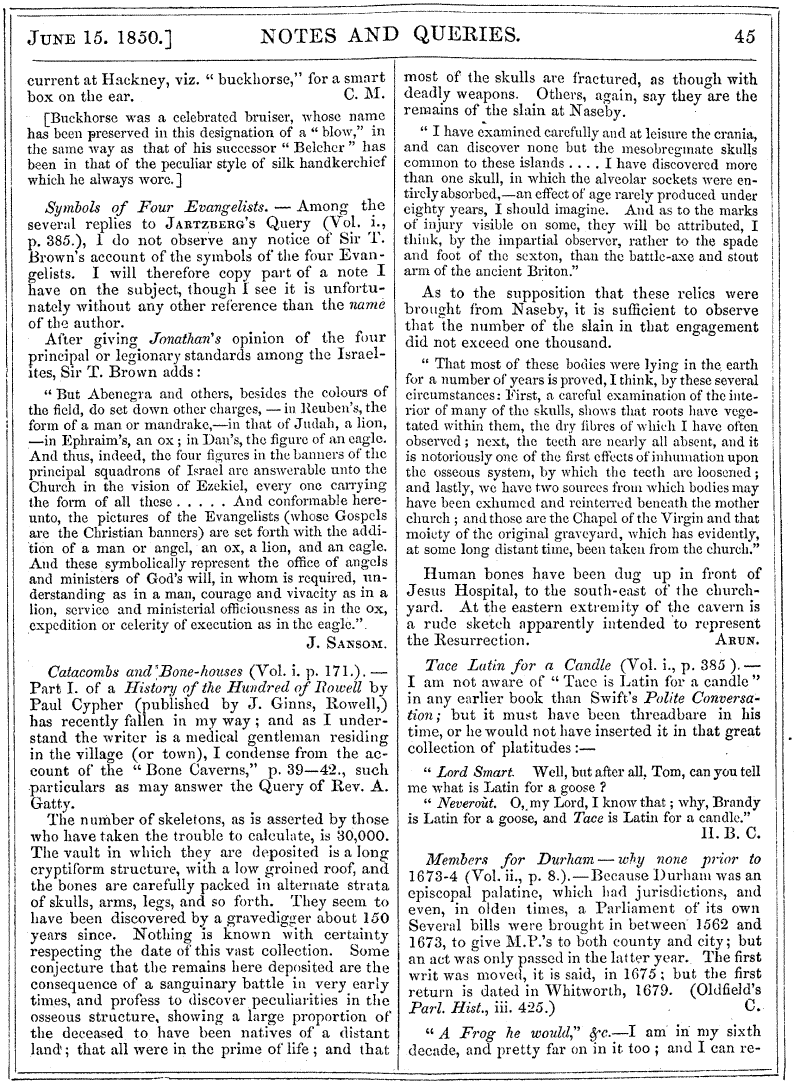 JUNE 15. 1850.] NOTES AND QUERIES. 45
current at Hackney, viz. "buckhorse," for a smart
box on the ear. C. M.
[Buckhorse was a celebrated bruiser, whose name
has been preserved in this designation of a "blow," in
the same way as that of his successor "Belcher" has
been in that of the peculiar style of silk handkerchief
which he always wore.]
Symbols of Four Evangelists. — Among the
several replies to JARTZBERG's Query (Vol. i.,
p. 385.), I do not observe any notice of Sir T.
Brown's account of the symbols of the four Evan-
gelists. I will therefore copy part of a note I
have on the subject, though I see it is unfortu-
nately without any other reference than the name
of the author.
After giving Jonathan's opinion of the four
principal or legionary standards among the Israel-
ites, Sir T. Brown adds:
"But Abenegra and others, besides the colours of
the field, do set down other charges, — in Reuben's, the
form of a man or mandrake,—in that of Judah, a lion,
—in Ephraim's, an ox; in Dan's, the figure of an eagle.
And thus, indeed, the four figures in the banners of the
principal squadrons of Israel are answerable unto the
Church in the vision of Ezekiel, every one carrying
the form of all these . . . . . And conformable here-
unto, the pictures of the Evangelists (whose Gospels
are the Christian banners) are set forth with the addi-
tion of a man or angel, an ox, a lion, and an eagle.
And these symbolically represent the office of angels
and ministers of God's will, in whom is required, un-
derstanding as in a man, courage and vivacity as in a
lion, service and ministerial officiousness as in the ox,
expedition or celerity of execution as in the eagle."
J. SANSOM.
Catacombs and Bone-houses (Vol. i. p. 171.). —
Part I. of a History of the Hundred of Rowell by
Paul Cypher (published by J. Ginns, Rowell,)
has recently fallen in my way; and as I under-
stand the writer is a medical gentleman residing
in the village (or town), I condense from the ac-
count of the "Bone Caverns," p. 39—42., such
particulars as may answer the Query of Rev. A.
Gatty.
The number of skeletons, as is asserted by those
who have taken the trouble to calculate, is 30,000.
The vault in which they are deposited is a long
cryptiform structure, with a low groined roof, and
the bones are carefully packed in alternate strata
of skulls, arms, legs, and so forth. They seem to
have been discovered by a gravedigger about 150
years since. Nothing is known with certainty
respecting the date of this vast collection. Some
conjecture that the remains here deposited are the
consequence of a sanguinary battle in very early
times, and profess to discover peculiarities in the
osseous structure, showing a large proportion of
the deceased to have been natives of a distant
land; that all were in the prime of life; and that
most of the skulls are fractured, as though with
deadly weapons. Others, again, say they are the
remains of the slain at Naseby.
"I have examined carefully and at leisure the crania,
and can discover none but the mesobregmate skulls
common to these islands . . . . I have discovered more
than one skull, in which the alveolar sockets were en-
tirely absorbed,—an effect of age rarely produced under
eighty years, I should imagine. And as to the marks
of injury visible on some, they will be attributed, I
think, by the impartial observer, rather to the spade
and foot of the sexton, than the battle-axe and stout
arm of the ancient Briton."
As to the supposition that these relics were
brought from Naseby, it is sufficient to observe
that the number of the slain in that engagement
did not exceed one thousand.
"That most of these bodies were lying in the earth
for a number of years is proved, I think, by these several
circumstances: First, a careful examination of the inte-
rior of many of the skulls, shows that roots have vege-
tated within them, the dry fibres of which I have often
observed; next, the teeth are nearly all absent, and it
is notoriously one of the first effects of inhumation upon
the osseous system, by which the teeth are loosened;
and lastly, we have two sources from which bodies may
have been exhumed and reinterred beneath the mother
church; and those are the Chapel of the Virgin and that
moiety of the original graveyard, which has evidently,
at some long distant time, been taken from the church."
Human bones have been dug up in front of
Jesus Hospital, to the south-east of the church-
yard. At the eastern extremity of the cavern is
a rude sketch apparently intended to represent
the Resurrection. ARUN.
Tace Latin for a Candle (Vol. i., p. 385 ). —
I am not aware of "Tace is Latin for a candle"
in any earlier book than Swift's Polite Conversa-
tion; but it must have been threadbare in his
time, or he would not have inserted it in that great
collection of platitudes:—
"Lord Smart. Well, but after all, Tom, can you tell
me what is Latin for a goose?
"Neverout. O, my Lord, I know that; why, Brandy
is Latin for a goose, and Tace is Latin for a candle."
H. B. C.
Members for Durham — why none prior to
1673-4 (Vol. ii., p. 8.). — Because Durham was an
episcopal palatine, which had jurisdictions, and
even, in olden times, a Parliament of its own
Several bills were brought in between 1562 and
1673, to give M.P.'s to both county and city; but
an act was only passed in the latter year. The first
writ was moved, it is said, in 1675; but the first
return is dated in Whitworth, 1679. (Oldfield's
Parl. Hist., iii. 425.) C.
"A Frog he would," &c.—I am in my sixth
decade, and pretty far on in it too; and I can re-